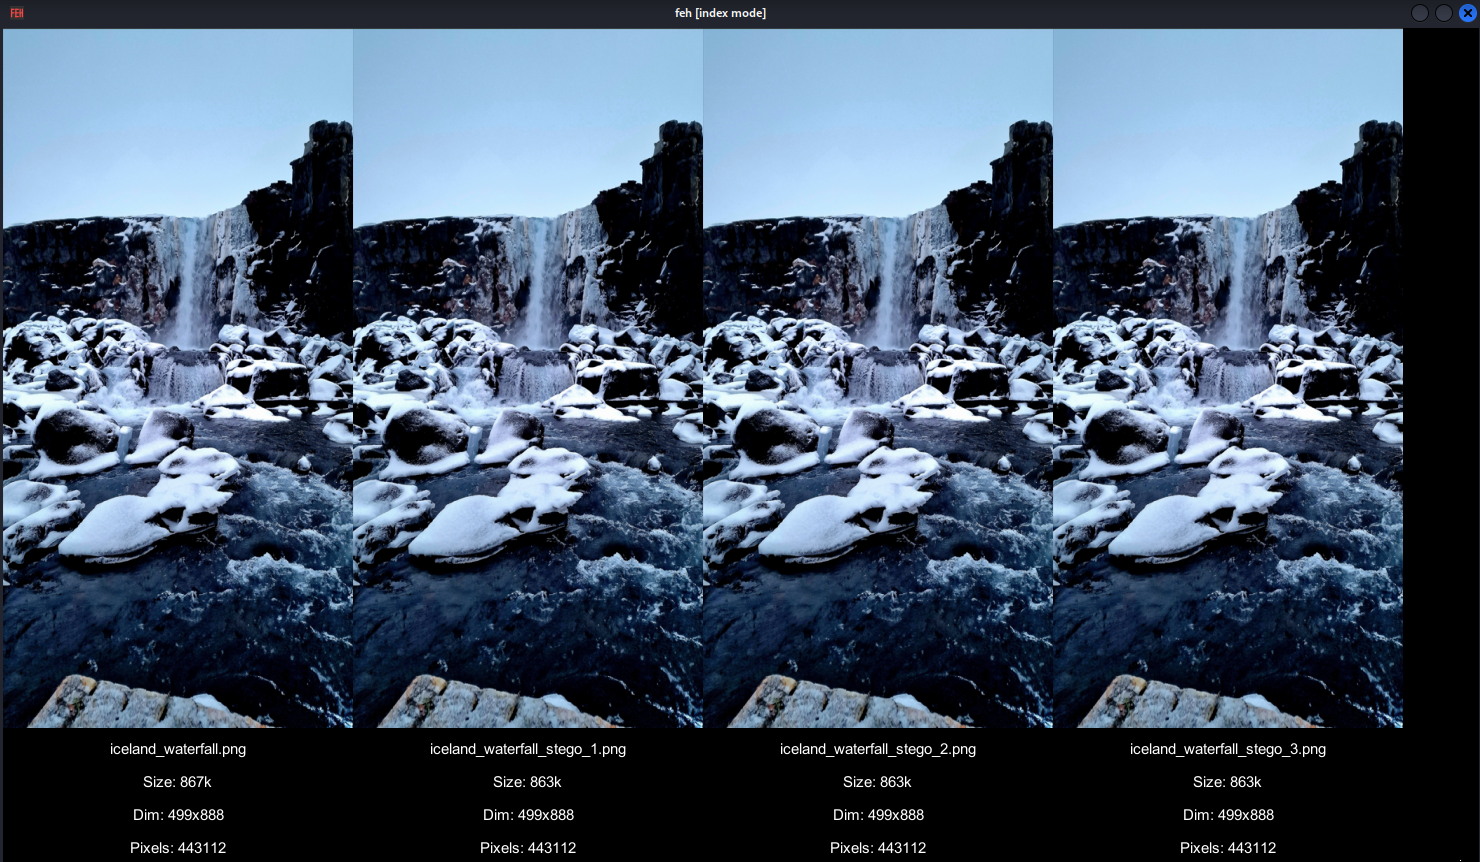 FEH
feh [index mode]
iceland_waterfall.png
Size: 867k
Dim: 499x888
Pixels: 443112
iceland_waterfall_stego_1.png
Size: 863k
Dim: 499x888
Pixels: 443112
iceland_waterfall_stego_2.png
Size: 863k
Dim: 499x888
Pixels: 443112
iceland_waterfall_stego_3.png
Size: 863k
Dim: 499x888
Pixels: 443112